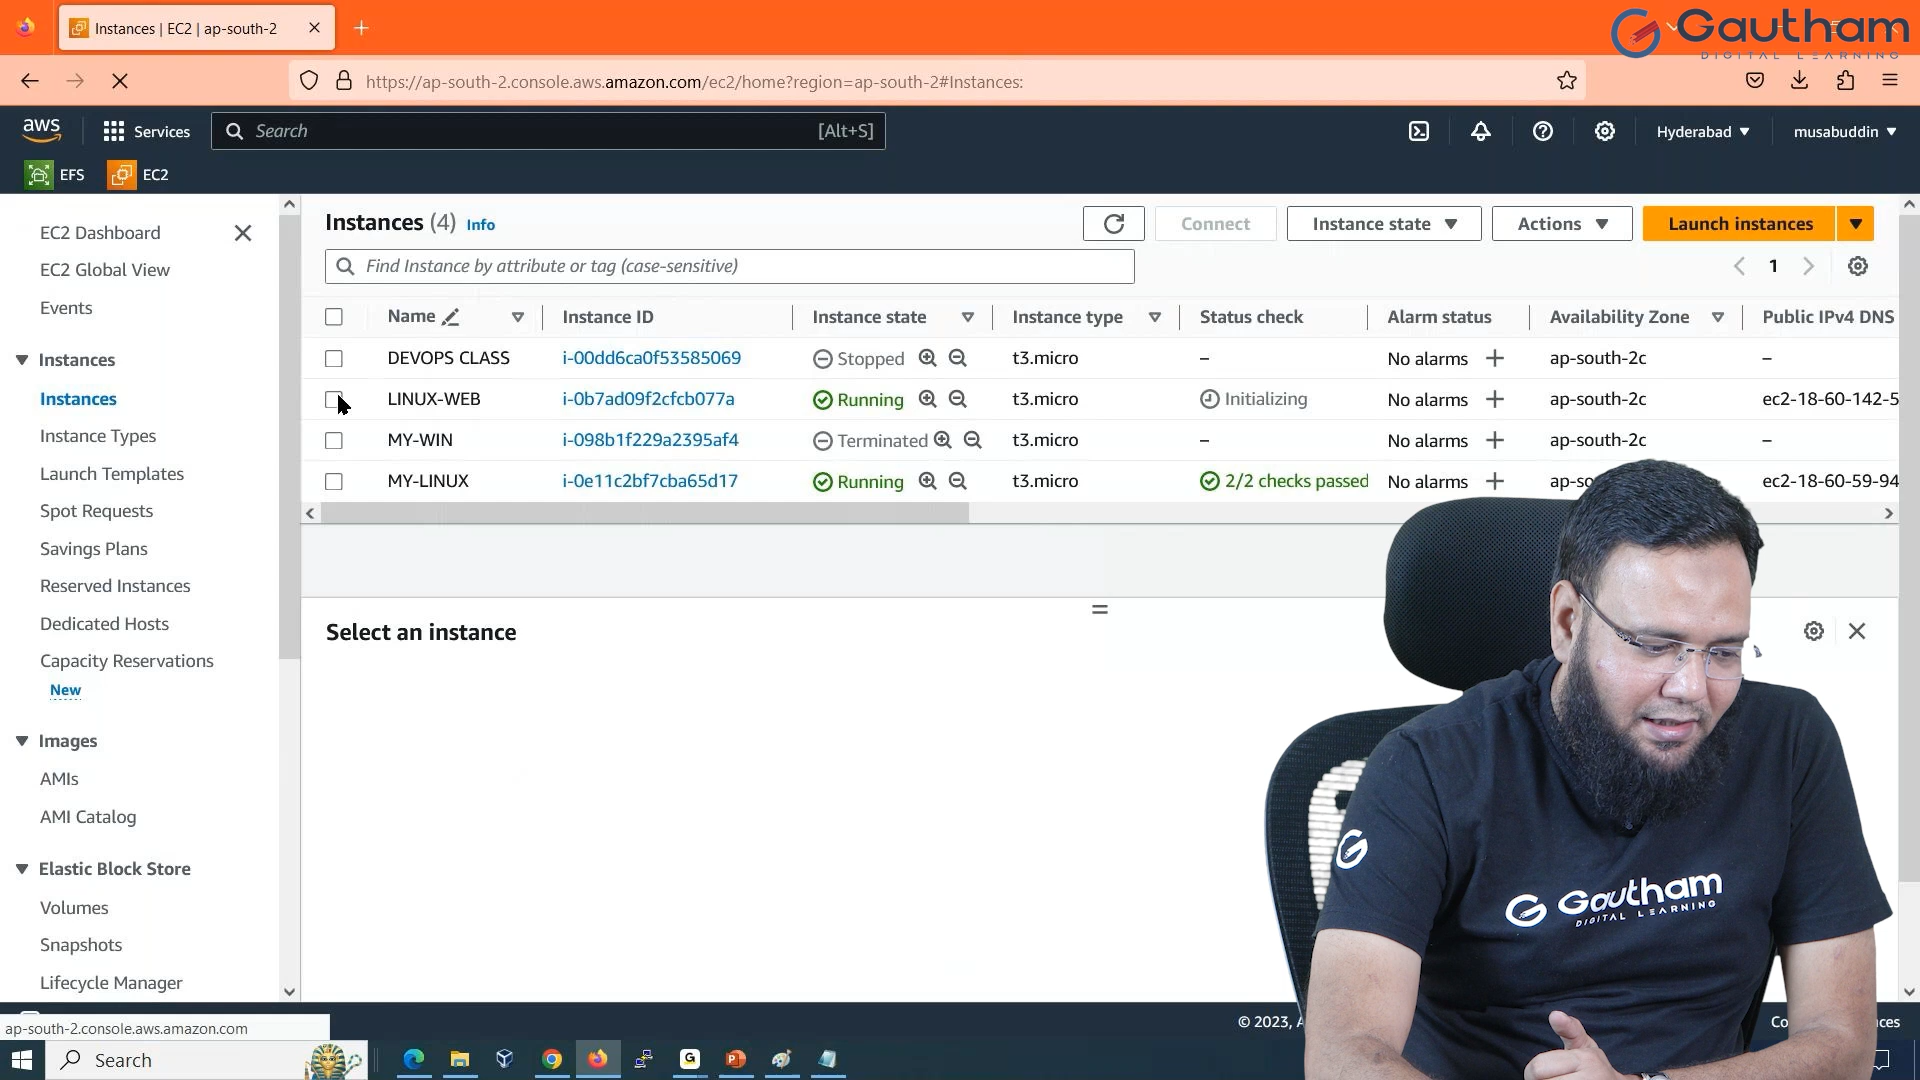 Instances | EC2 | ap-south-2
Gautham
DIGITAL LEARNING
https://ap-south-2.console.aws.amazon.com/ec2/home?region=ap-south-2#Instances:
aws
Services
Search
[Alt+S]
Hyderabad
musabuddin
EFS
EC2
EC2 Dashboard
EC2 Global View
Events
Instances
Instances
Instance Types
Launch Templates
Spot Requests
Savings Plans
Reserved Instances
Dedicated Hosts
Capacity Reservations
New
Images
AMIs
AMI Catalog
Elastic Block Store
Volumes
Snapshots
Lifecycle Manager
Instances (4) Info
Connect
Instance state
Actions
Launch instances
Find Instance by attribute or tag (case-sensitive)
1
Name Instance ID Instance state Instance type Status check Alarm status Availability Zone Public IPv4 DNS
DEVOPS CLASS i-00dd6ca0f53585069 Stopped t3.micro – No alarms + ap-south-2c –
LINUX-WEB i-0b7ad09f2cfcb077a Running t3.micro Initializing No alarms + ap-south-2c ec2-18-60-142-5
MY-WIN i-098b1f229a2395af4 Terminated t3.micro – No alarms + ap-south-2c –
MY-LINUX i-0e11c2bf7cba65d17 Running t3.micro 2/2 checks passed No alarms + ap-so ec2-18-60-59-94
Select an instance
Gautham
DIGITAL LEARNING
© 2023, A
ap-south-2.console.aws.amazon.com
Search